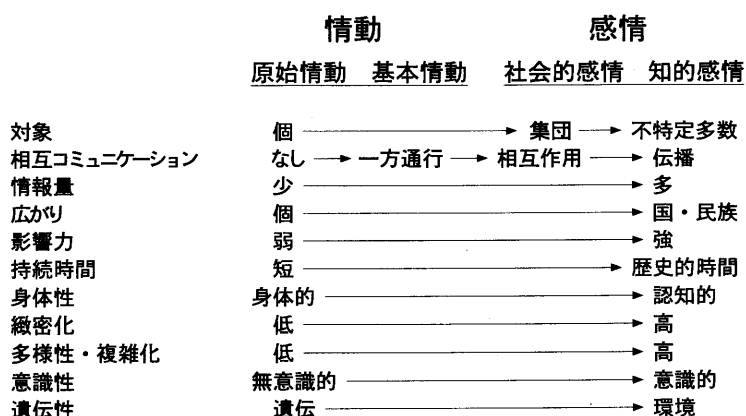 情動 感情
原始情動 基本情動 社会的感情 知的感情
対象 個 → 集団 → 不特定多数
相互コミュニケーション なし → 一方通行 → 相互作用 → 伝播
情報量 少 → 多
広がり 個 → 国・民族
影響力 弱 → 強
持続時間 短 → 歴史的時間
身体性 身体的 → 認知的
緻密化 低 → 高
多様性・複雑化 低 → 高
意識性 無意識的 → 意識的
遺伝性 遺伝 → 環境